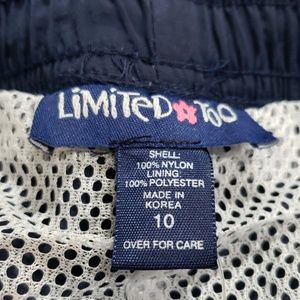 LiMiTED TOO
SHELL:
100% NYLON
LINING:
100% POLYESTER
MADE IN
KOREA
10
OVER FOR CARE